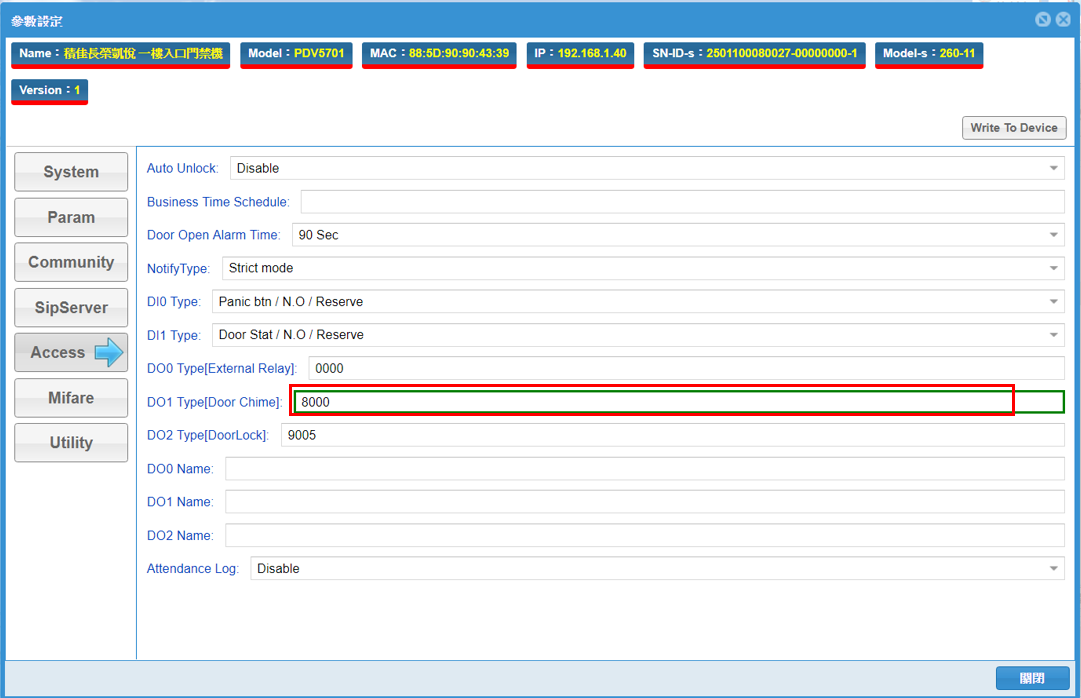 參數設定
Name：積佳長榮凱悅 一樓入口門禁機 Model：PDV5701 MAC：88:5D:90:90:43:39 IP：192.168.1.40 SN-ID-s：2501100080027-00000000-1 Model-s：260-11
Version：1
Write To Device
System
Param
Community
SipServer
Access
Mifare
Utility
Auto Unlock: Disable
Business Time Schedule:
Door Open Alarm Time: 90 Sec
NotifyType: Strict mode
DI0 Type: Panic btn / N.O / Reserve
DI1 Type: Door Stat / N.O / Reserve
DO0 Type[External Relay]: 0000
DO1 Type[Door Chime]: 8000
DO2 Type[DoorLock]: 9005
DO0 Name:
DO1 Name:
DO2 Name:
Attendance Log: Disable
關閉